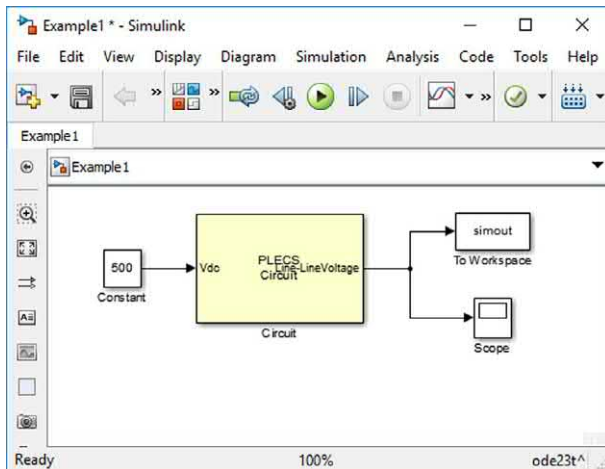 Example1 * - Simulink
File Edit View Display Diagram Simulation Analysis Code Tools Help
» »  »
Example1
Example1
simout
To Workspace
500
Constant
Vdc
PLECS
Circuit
Line-LineVoltage
Circuit
Scope
Ready 100% ode23t^